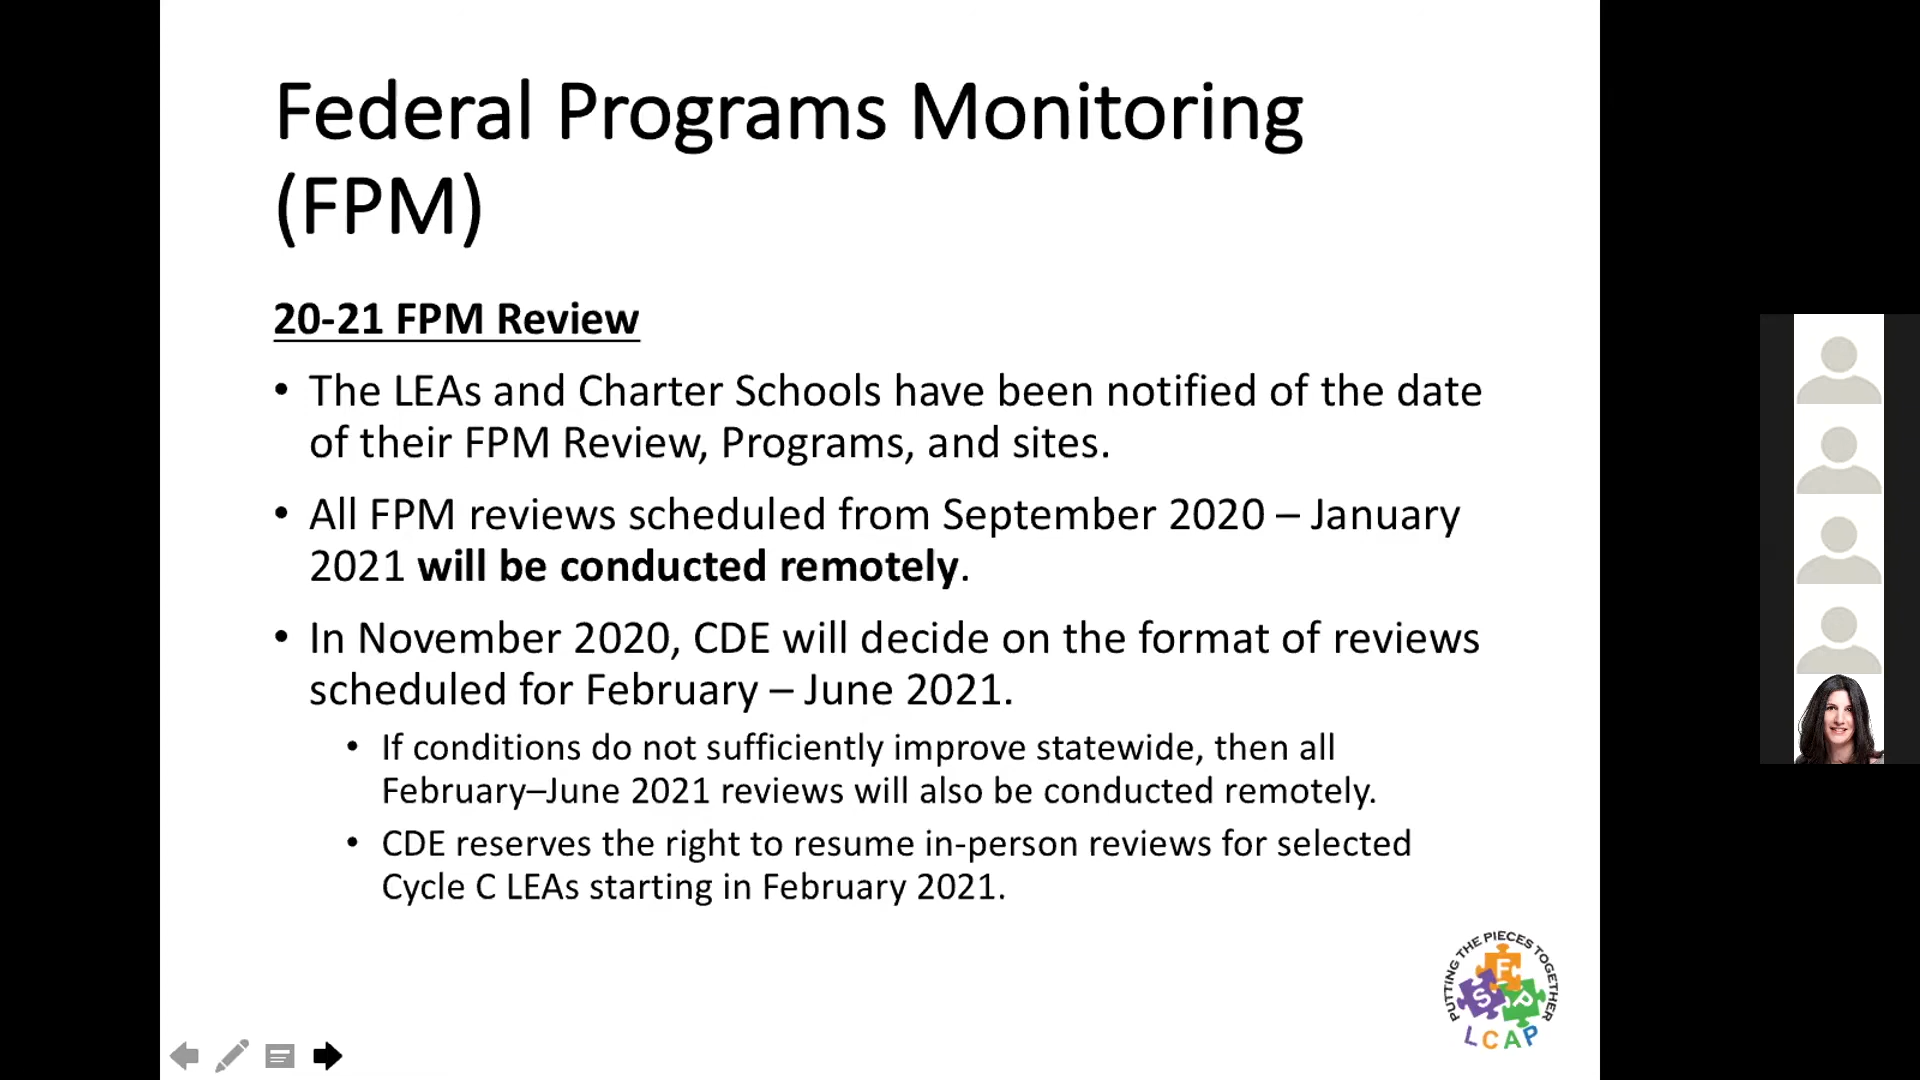 Federal Programs Monitoring
(FPM)
20-21 FPM Review
• The LEAs and Charter Schools have been notified of the date
of their FPM Review, Programs, and sites.
• All FPM reviews scheduled from September 2020 – January
2021 will be conducted remotely.
• In November 2020, CDE will decide on the format of reviews
scheduled for February – June 2021.
• If conditions do not sufficiently improve statewide, then all
February–June 2021 reviews will also be conducted remotely.
• CDE reserves the right to resume in-person reviews for selected
Cycle C LEAs starting in February 2021.
PUTTING THE PIECES TOGETHER
F
S P
LCAP